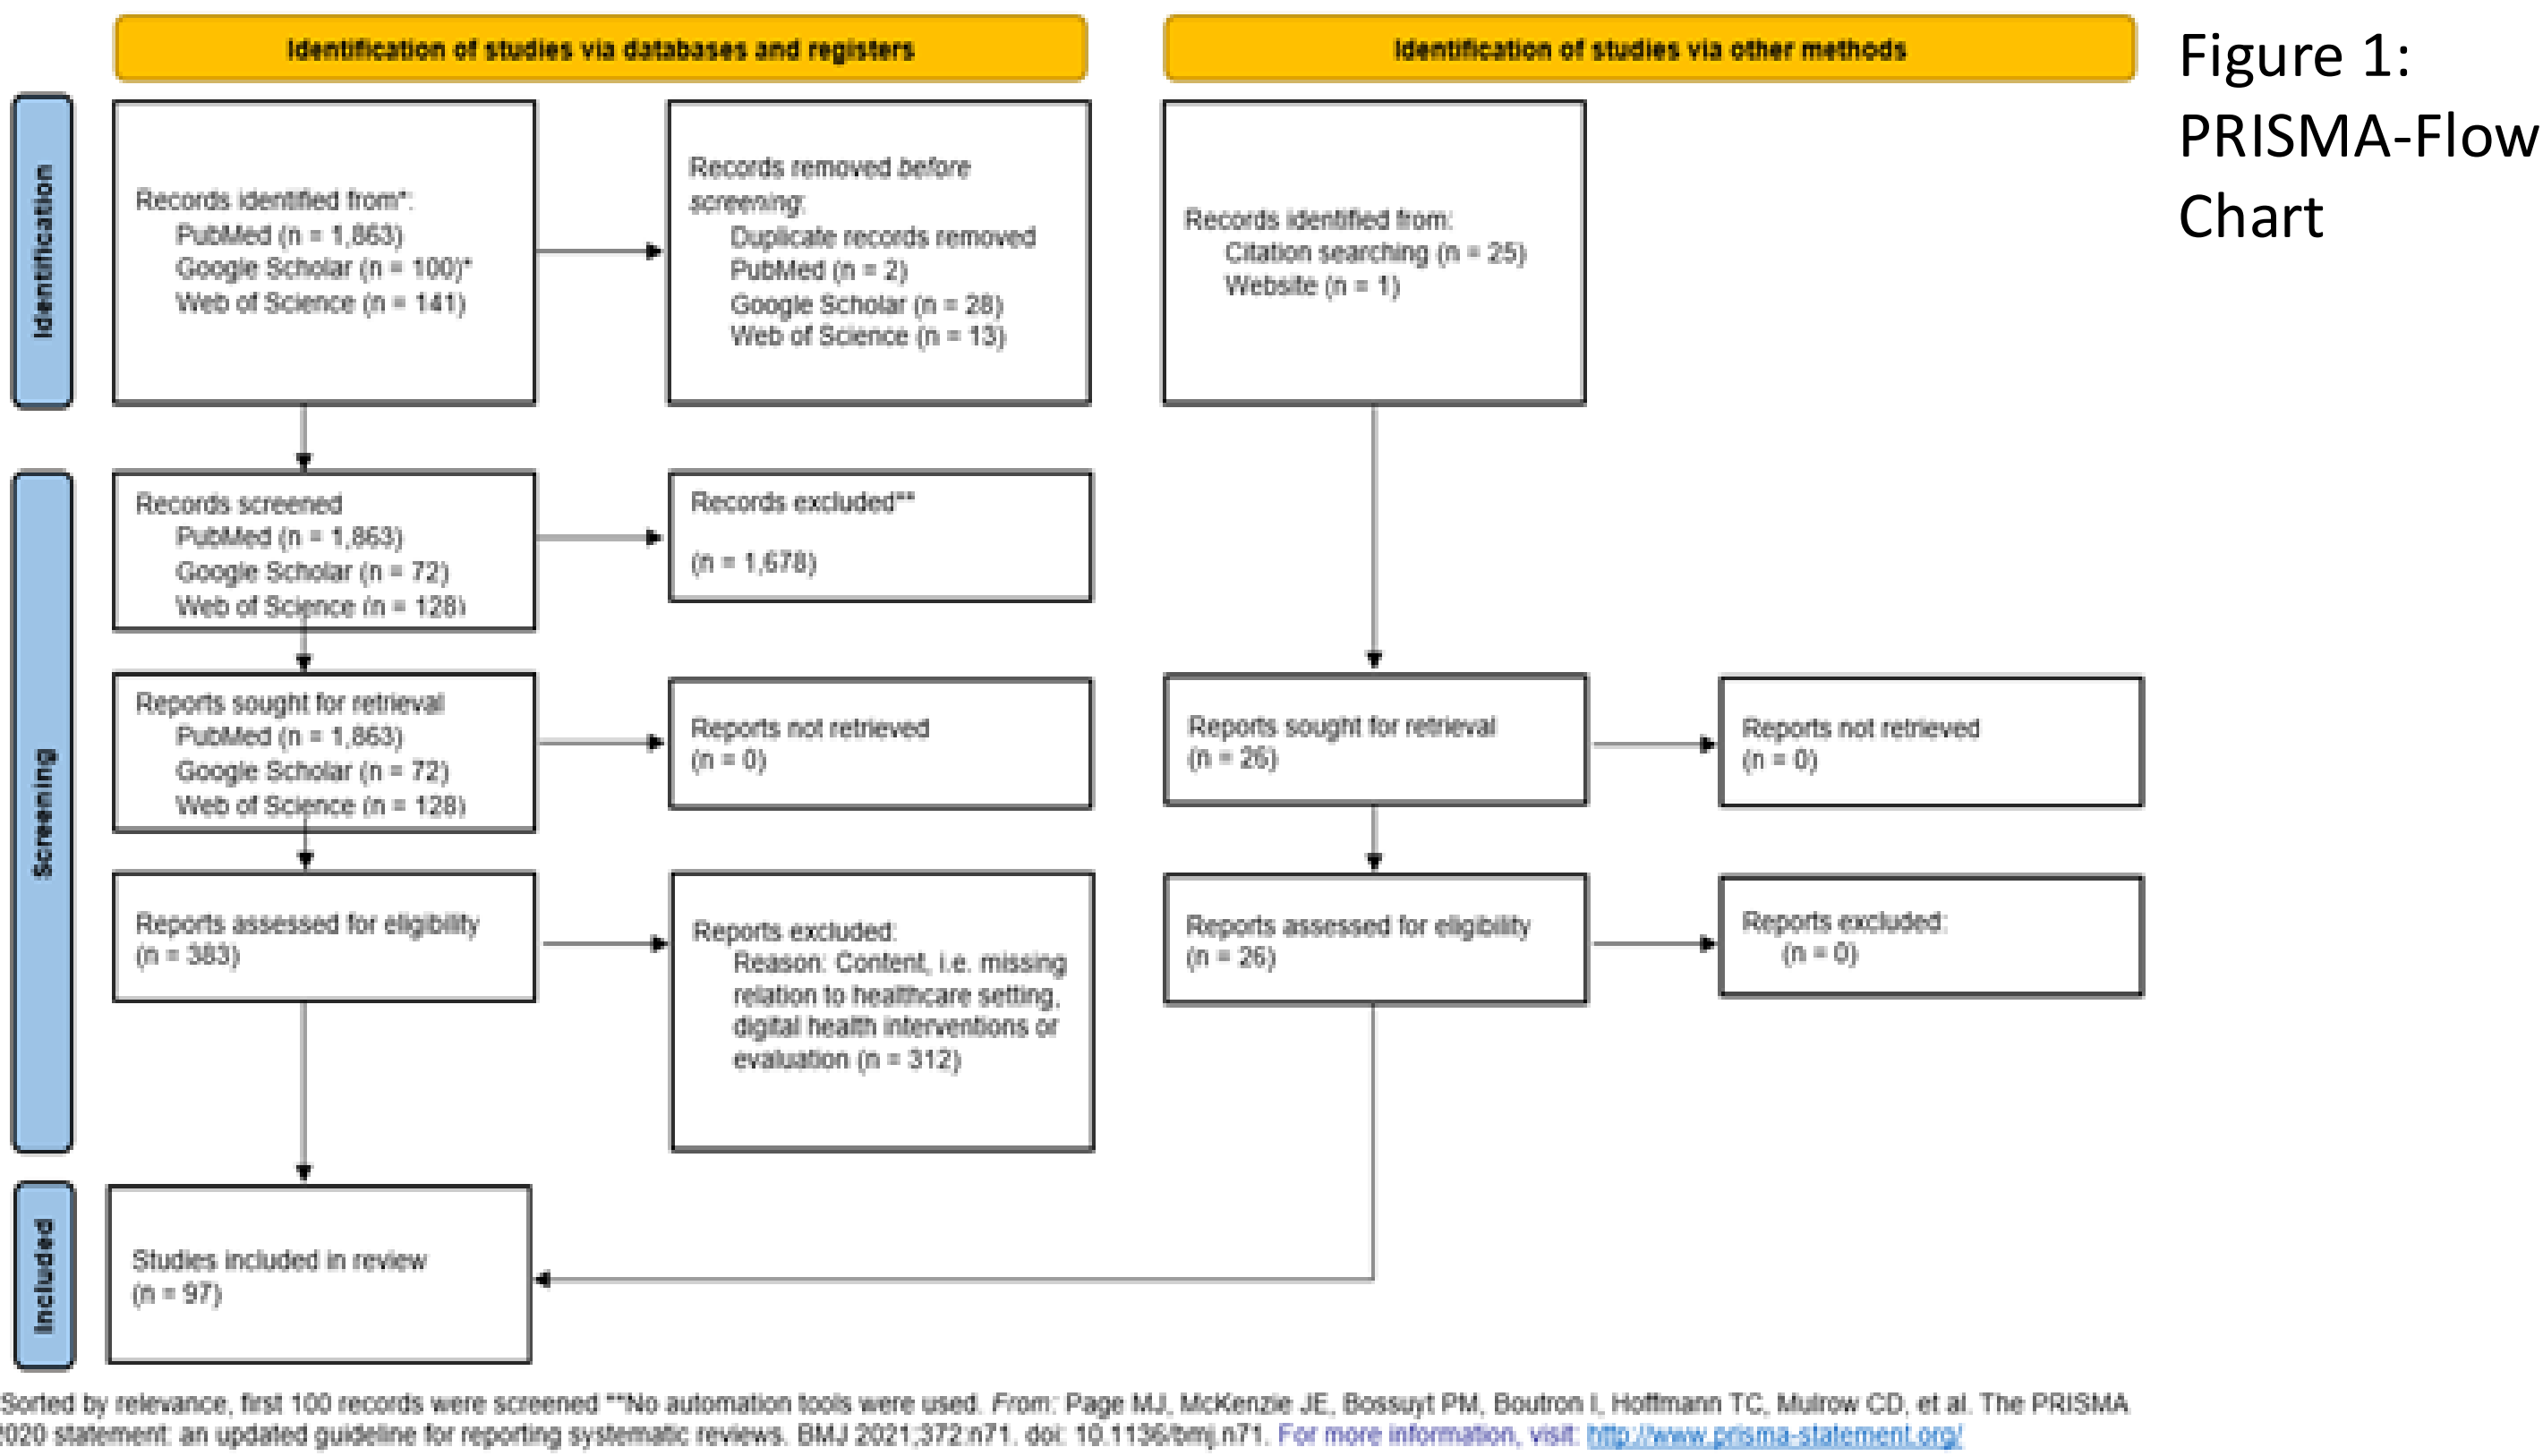 Identification of studies via databases and registers
Identification of studies via other methods
Figure 1:
PRISMA-Flow
Chart
Identification
Records identified from*:
PubMed (n = 1,863)
Google Scholar (n = 100)*
Web of Science (n = 141)
Records removed before
screening:
Duplicate records removed
PubMed (n = 2)
Google Scholar (n = 28)
Web of Science (n = 13)
Records identified from:
Citation searching (n = 25)
Website (n = 1)
Screening
Records screened
PubMed (n = 1,863)
Google Scholar (n = 72)
Web of Science (n = 128)
Records excluded**
(n = 1,678)
Reports sought for retrieval
PubMed (n = 1,863)
Google Scholar (n = 72)
Web of Science (n = 128)
Reports not retrieved
(n = 0)
Reports sought for retrieval
(n = 26)
Reports not retrieved
(n = 0)
Reports assessed for eligibility
(n = 383)
Reports excluded:
Reason: Content, i.e. missing
relation to healthcare setting,
digital health interventions or
evaluation (n = 312)
Reports assessed for eligibility
(n = 26)
Reports excluded:
(n = 0)
Included
Studies included in review
(n = 97)
Sorted by relevance, first 100 records were screened **No automation tools were used. From: Page MJ, McKenzie JE, Bossuyt PM, Boutron I, Hoffmann TC, Mulrow CD, et al. The PRISMA
2020 statement: an updated guideline for reporting systematic reviews. BMJ 2021;372:n71. doi: 10.1136/bmj.n71. For more information, visit: http://www.prisma-statement.org/